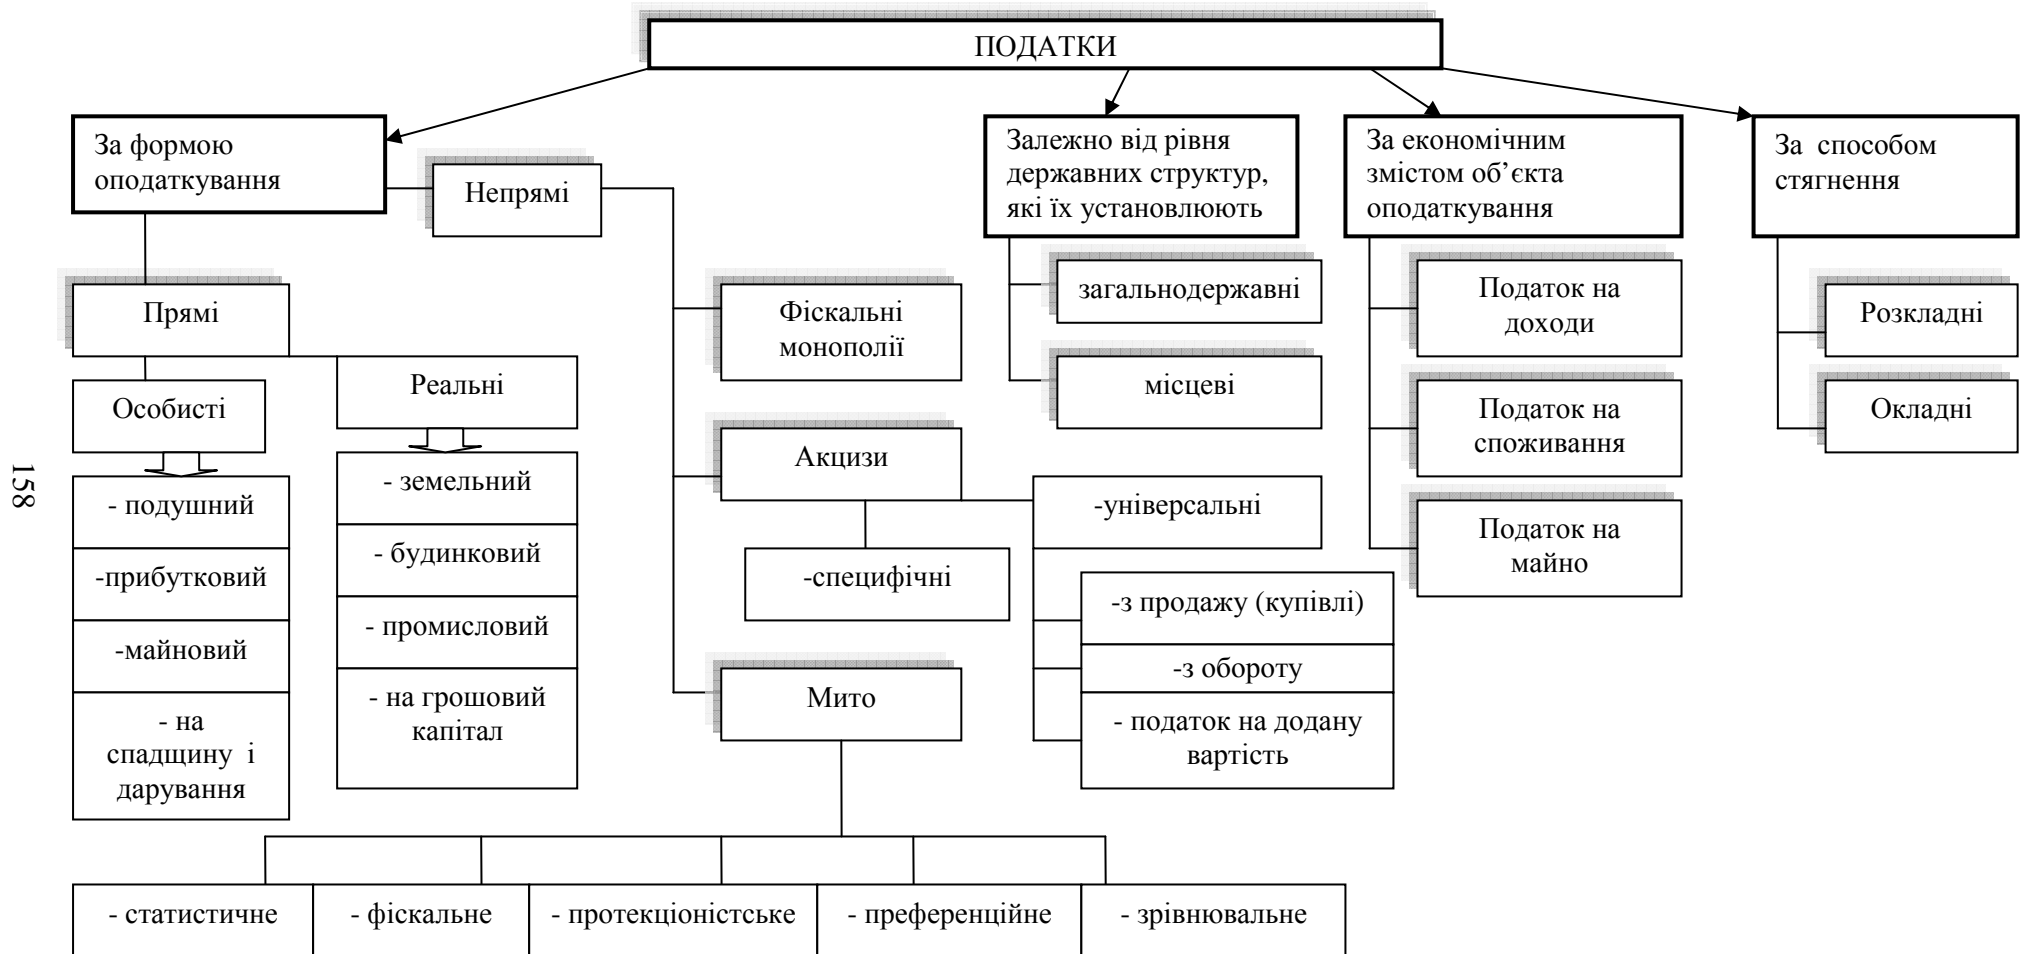 ПОДАТКИ
За формою
оподаткування
Непрямі
Залежно від рівня
державних структур,
які їх установлюють
За економічним
змістом об’єкта
оподаткування
За способом
стягнення
Прямі
Особисті
- подушний
-прибутковий
-майновий
- на
спадщину і
дарування
Реальні
- земельний
- будинковий
- промисловий
- на грошовий
капітал
Фіскальні
монополії
Акцизи
-специфічні
-універсальні
-з продажу (купівлі)
-з обороту
- податок на додану
вартість
Мито
- статистичне
- фіскальне
- протекціоністське
- преференційне
- зрівнювальне
загальнодержавні
місцеві
Податок на
доходи
Податок на
споживання
Податок на
майно
Розкладні
Окладні
158